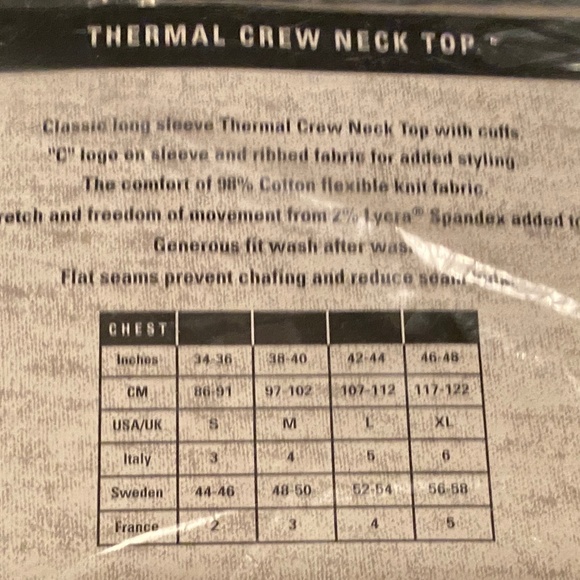 THERMAL CREW NECK TOP.
Classic long sleeve Thermal Crew Neck Top with cuffs
"C" logo on sleeve and ribbed fabric for added styling
The comfort of 98% Cotton flexible knit fabric.
retch and freedom of movement from 2% Lycra® Spandex added to
Generous fit wash after was
Flat seams prevent chafing and reduce
CHEST
Inches 34-36 38-40 42-44 46-48
CM 86-91 97-102 107-112 117-122
USA/UK S M L XL
Italy 3 4 5 6
Sweden 44-46 48-50 52-54 56-58
France 2 3 4 5